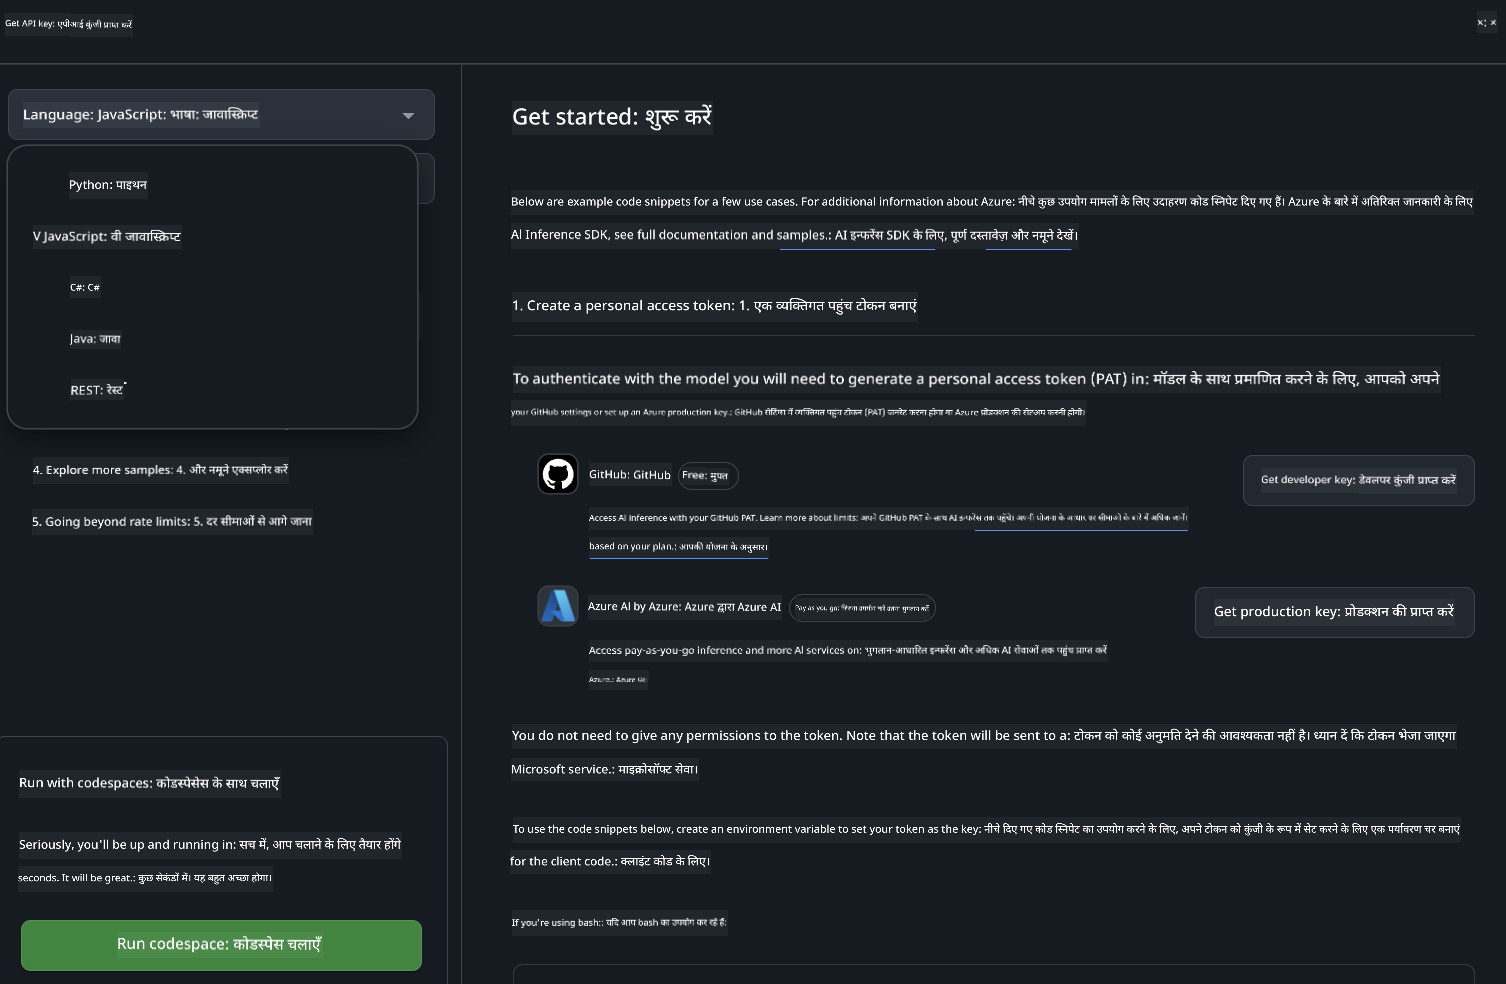 Get API key: एपीआई कुंजी प्राप्त करें
×: ×
Language: JavaScript: भाषा: जावास्क्रिप्ट
Python: पाइथन
V JavaScript: वी जावास्क्रिप्ट
C#: C#
Java: जावा
REST: रेस्ट
4. Explore more samples: 4. और नमूने एक्सप्लोर करें
5. Going beyond rate limits: 5. दर सीमाओं से आगे जाना
Run with codespaces: कोडस्पेसेस के साथ चलाएँ
Seriously, you'll be up and running in: सच में, आप चलाने के लिए तैयार होंगे
seconds. It will be great.: कुछ सेकंडों में। यह बहुत अच्छा होगा।
Run codespace: कोडस्पेस चलाएँ
Get started: शुरू करें
Below are example code snippets for a few use cases. For additional information about Azure: नीचे कुछ उपयोग मामलों के लिए उदाहरण कोड स्निपेट दिए गए हैं। Azure के बारे में अतिरिक्त जानकारी के लिए
AI Inference SDK, see full documentation and samples.: AI इन्फरेंस SDK के लिए, पूर्ण दस्तावेज़ और नमूने देखें।
1. Create a personal access token: 1. एक व्यक्तिगत पहुंच टोकन बनाएं
To authenticate with the model you will need to generate a personal access token (PAT) in: मॉडल के साथ प्रमाणित करने के लिए, आपको अपने
your GitHub settings or set up an Azure production key.: GitHub सेटिंग्स में व्यक्तिगत पहुंच टोकन (PAT) जनरेट करना होगा या Azure प्रोडक्शन की सेटअप करनी होगी।
GitHub: GitHub
Free: मुफ्त
Get developer key: डेवलपर कुंजी प्राप्त करें
Access AI inference with your GitHub PAT. Learn more about limits: अपने GitHub PAT के साथ AI इन्फरेंस तक पहुँचें। अपनी योजना के आधार पर सीमाओं के बारे में अधिक जानें।
based on your plan.: आपकी योजना के अनुसार।
Azure AI by Azure: Azure द्वारा Azure AI
Pay as you go: जितना उपयोग करें उतना भुगतान करें
Get production key: प्रोडक्शन की प्राप्त करें
Access pay-as-you-go inference and more AI services on: भुगतान-आधारित इन्फरेंस और अधिक AI सेवाओं तक पहुंच प्राप्त करें
Azure.: Azure पर।
You do not need to give any permissions to the token. Note that the token will be sent to a: टोकन को कोई अनुमति देने की आवश्यकता नहीं है। ध्यान दें कि टोकन भेजा जाएगा
Microsoft service.: माइक्रोसॉफ्ट सेवा।
To use the code snippets below, create an environment variable to set your token as the key: नीचे दिए गए कोड स्निपेट का उपयोग करने के लिए, अपने टोकन को कुंजी के रूप में सेट करने के लिए एक पर्यावरण चर बनाएं
for the client code.: क्लाइंट कोड के लिए।
If you're using bash:: यदि आप bash का उपयोग कर रहे हैं: